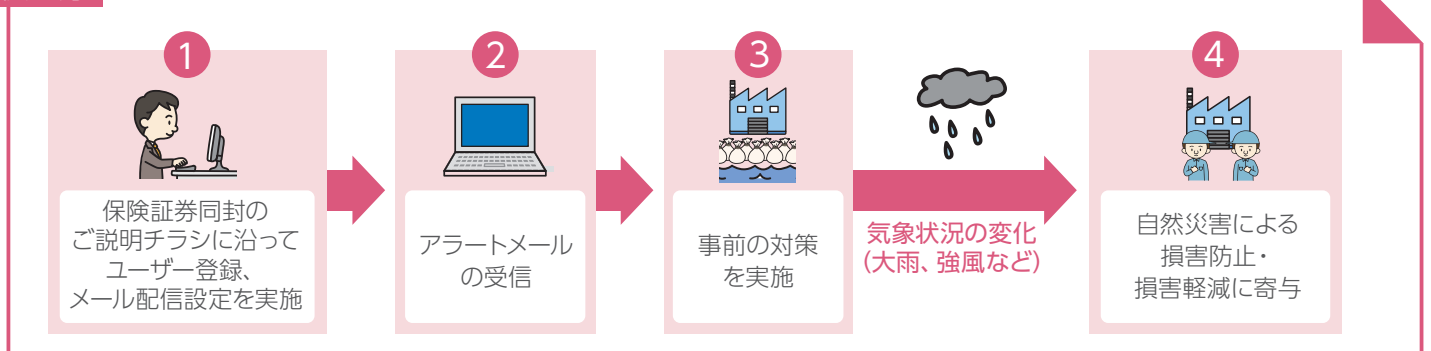 1
保険証券同封の
ご説明チラシに沿って
ユーザー登録、
メール配信設定を実施
2
アラートメール
の受信
3
事前の対策
を実施
気象状況の変化
(大雨、強風など)
4
自然災害による
損害防止・
損害軽減に寄与